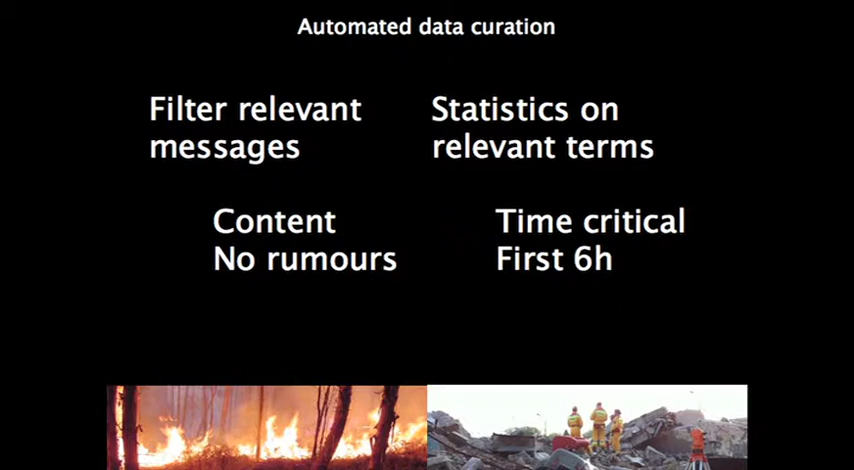 Automated data curation
Filter relevant
messages
Statistics on
relevant terms
Content
No rumours
Time critical
First 6h